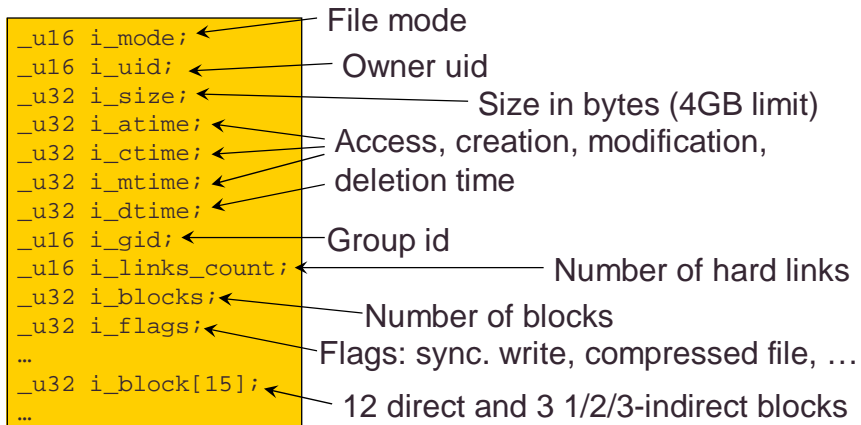 _u16 i_mode;
File mode
_u16 i_uid;
Owner uid
_u32 i_size;
Size in bytes (4GB limit)
_u32 i_atime;
_u32 i_ctime;
_u32 i_mtime;
_u32 i_dtime;
Access, creation, modification,
deletion time
_u16 i_gid;
Group id
_u16 i_links_count;
Number of hard links
_u32 i_blocks;
Number of blocks
_u32 i_flags;
Flags: sync. write, compressed file, …
…
_u32 i_block[15];
12 direct and 3 1/2/3-indirect blocks
…